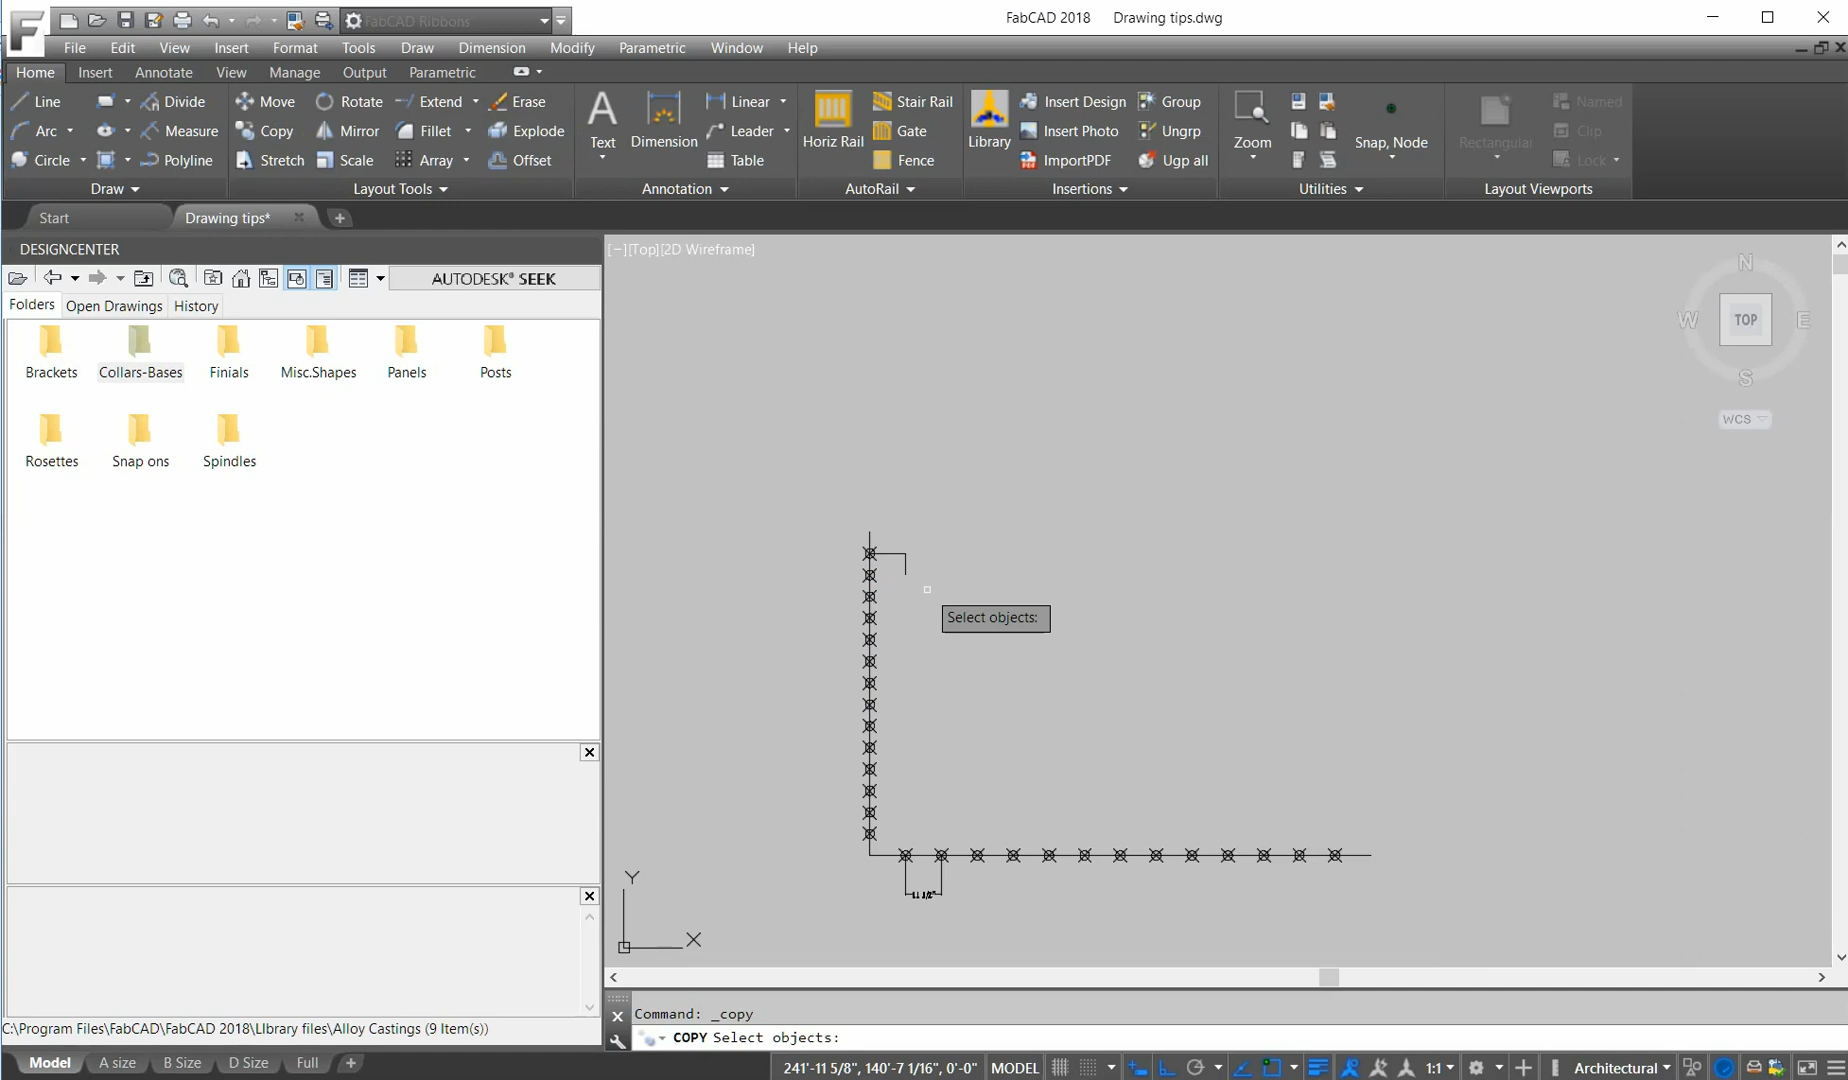 FabCAD Ribbons
FabCAD 2018 Drawing tips.dwg
File Edit View Insert Format Tools Draw Dimension Modify Parametric Window Help
Home Insert Annotate View Manage Output Parametric
Line Divide Move Rotate Extend Erase Linear Stair Rail Insert Design Group Named
Arc Measure Copy Mirror Fillet Explode Text Dimension Leader Horiz Rail Gate Library Insert Photo Ungrp Zoom Snap, Node Rectangular Clip
Circle Polyline Stretch Scale Array Offset Table Fence ImportPDF Ugp all Lock
Draw Layout Tools Annotation AutoRail Insertions Utilities Layout Viewports
Start Drawing tips*
DESIGNCENTER
AUTODESK® SEEK
Folders Open Drawings History
Brackets Collars-Bases Finials Misc.Shapes Panels Posts
Rosettes Snap ons Spindles
C:\Program Files\FabCAD\FabCAD 2018\LIbrary files\Alloy Castings (9 Item(s))
[−][Top][2D Wireframe]
N
W TOP E
S
WCS
Select objects:
11 1/2"
Y
X
Command: _copy
COPY Select objects:
Model A size B Size D Size Full
241'-11 5/8", 140'-7 1/16", 0'-0" MODEL 1:1 Architectural